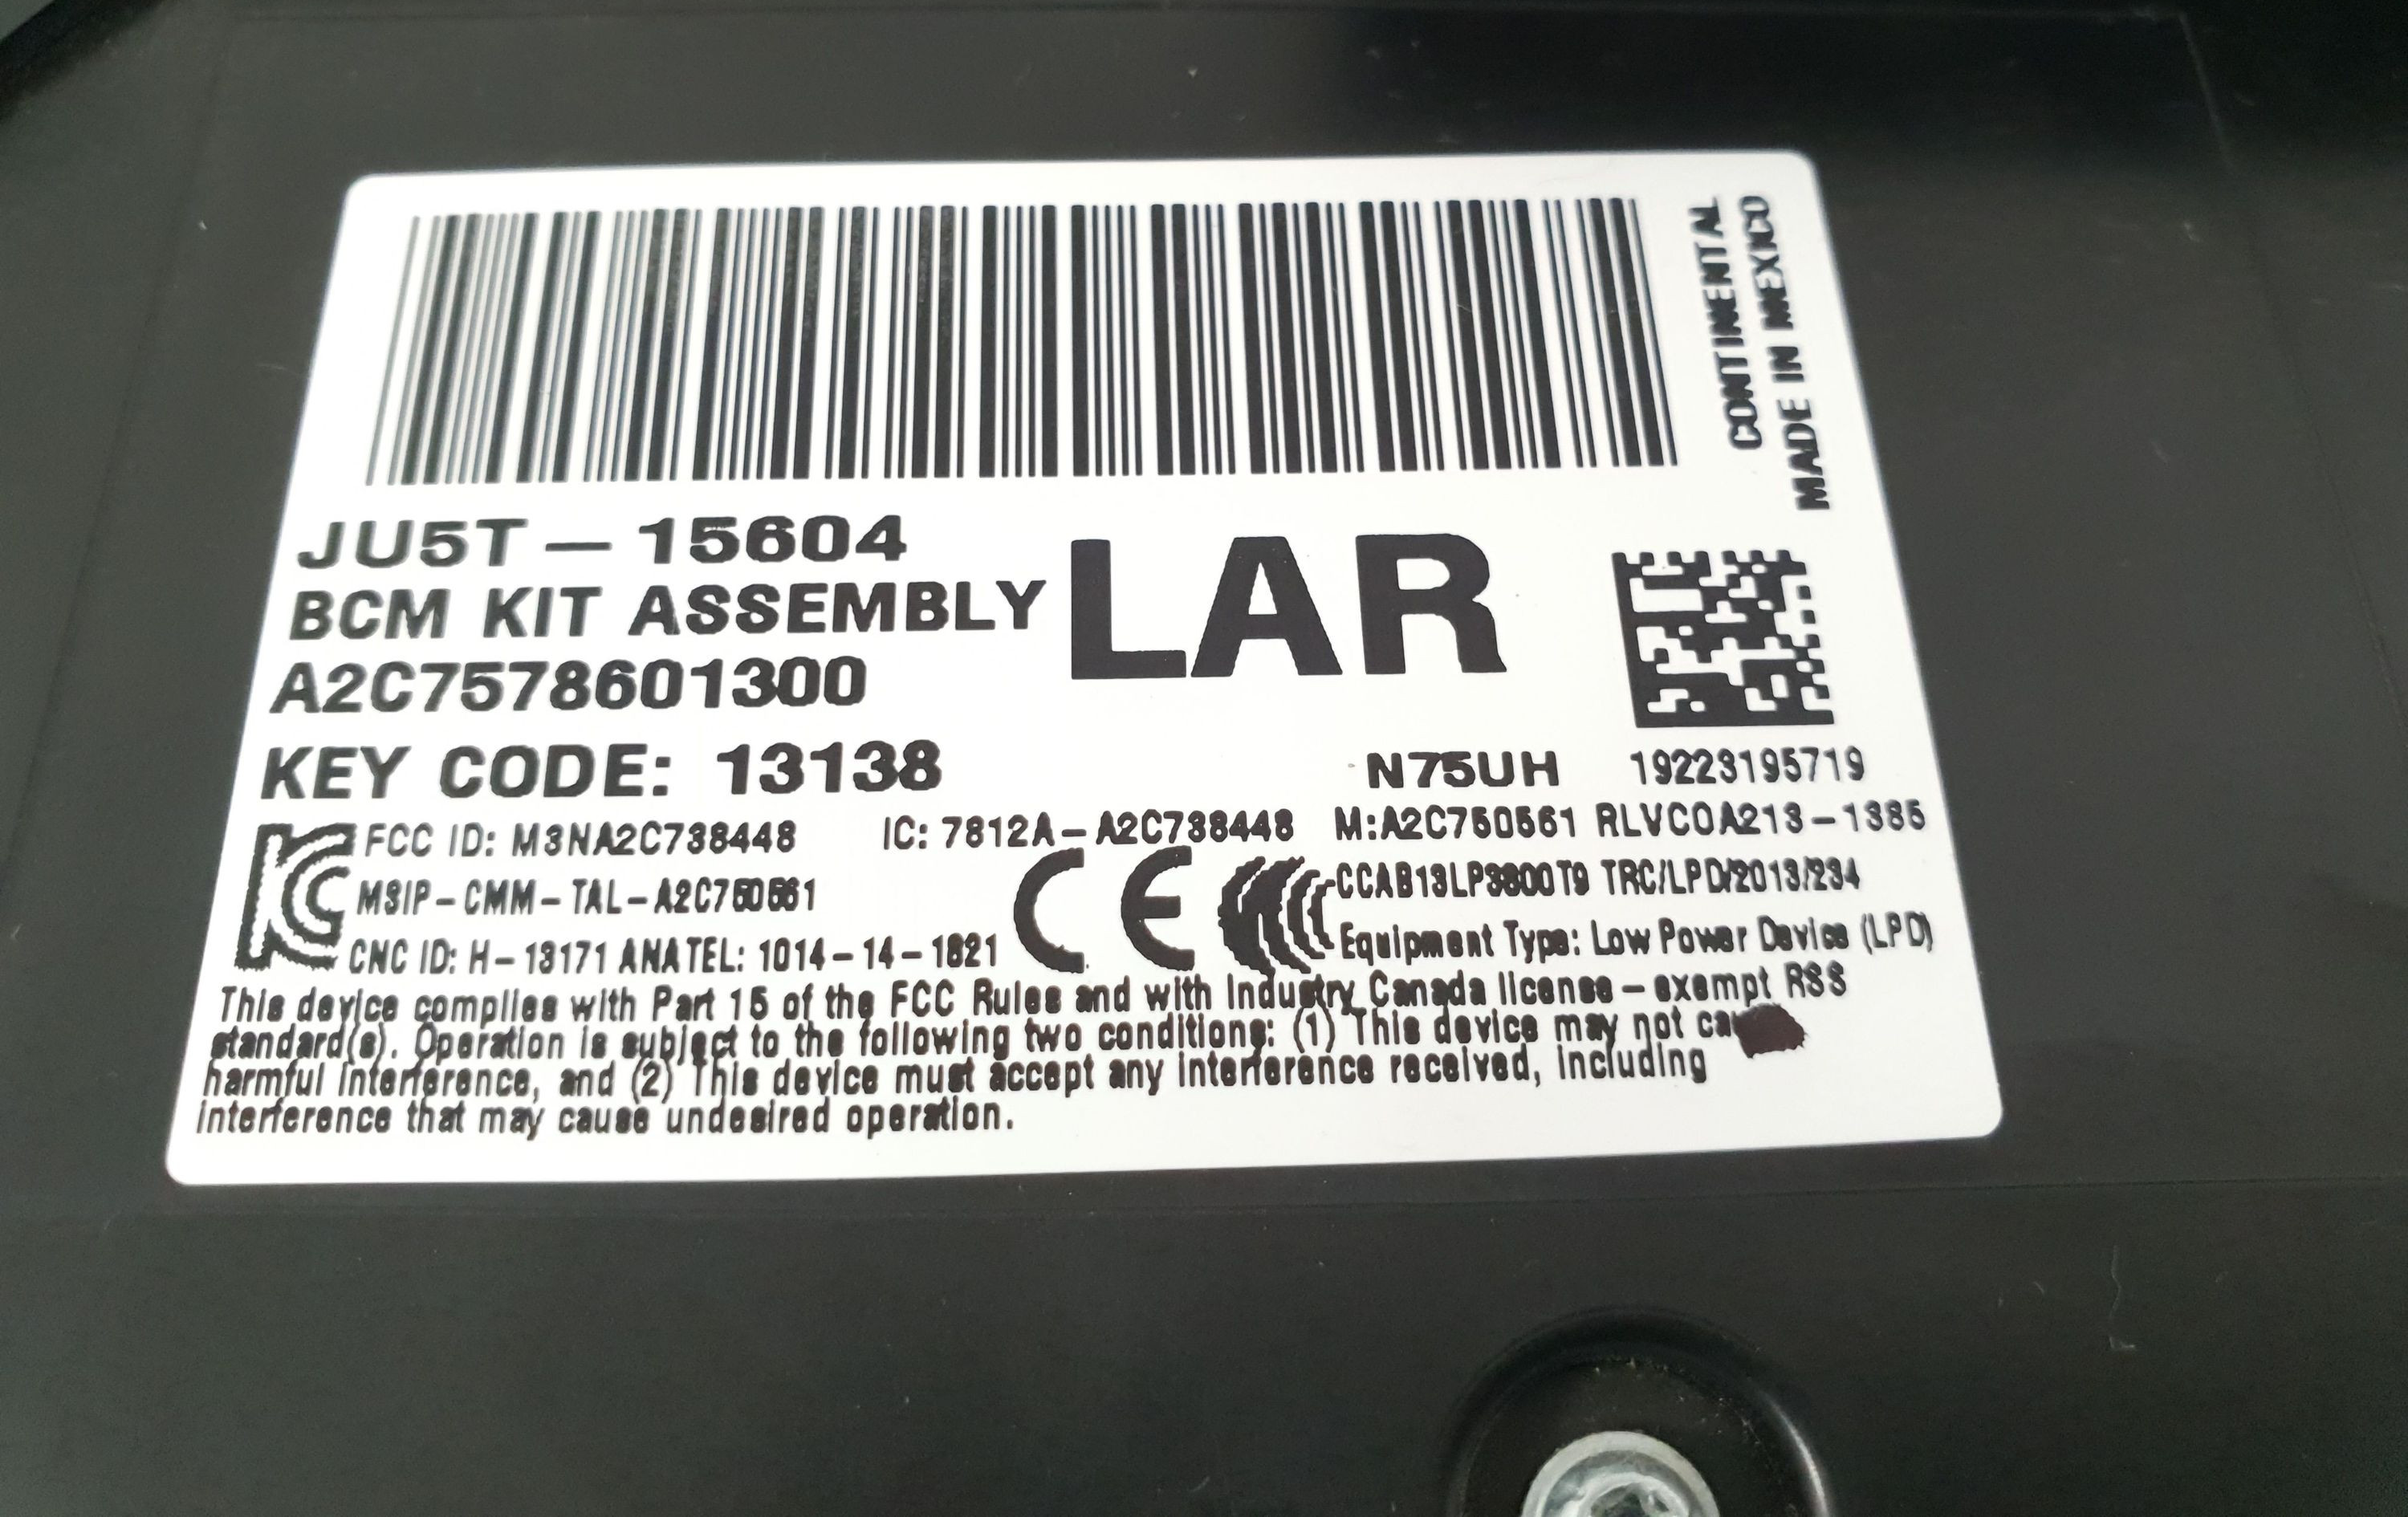 CONTINENTAL
MADE IN MEXICO
JU5T – 15604
BCM KIT ASSEMBLY
LAR
A2C7578601300
KEY CODE: 13138
N75UH 19223195719
FCC ID: M3NA2C738448 IC: 7812A – A2C738448 M:A2C750561 RLVCOA213 – 1385
MSIP – CMM – TAL – A2C750561
CE
CCAB13LP3800T9 TRC/LPD/2013/234
CNC ID: H – 13171 ANATEL: 1014 – 14 – 1821
Equipment Type: Low Power Device (LPD)
This device complies with Part 15 of the FCC Rules and with Industry Canada license – exempt RSS
standard(s). Operation is subject to the following two conditions: (1) This device may not
harmful interference, and (2) This device must accept any interference received, including
interference that may cause undesired operation.